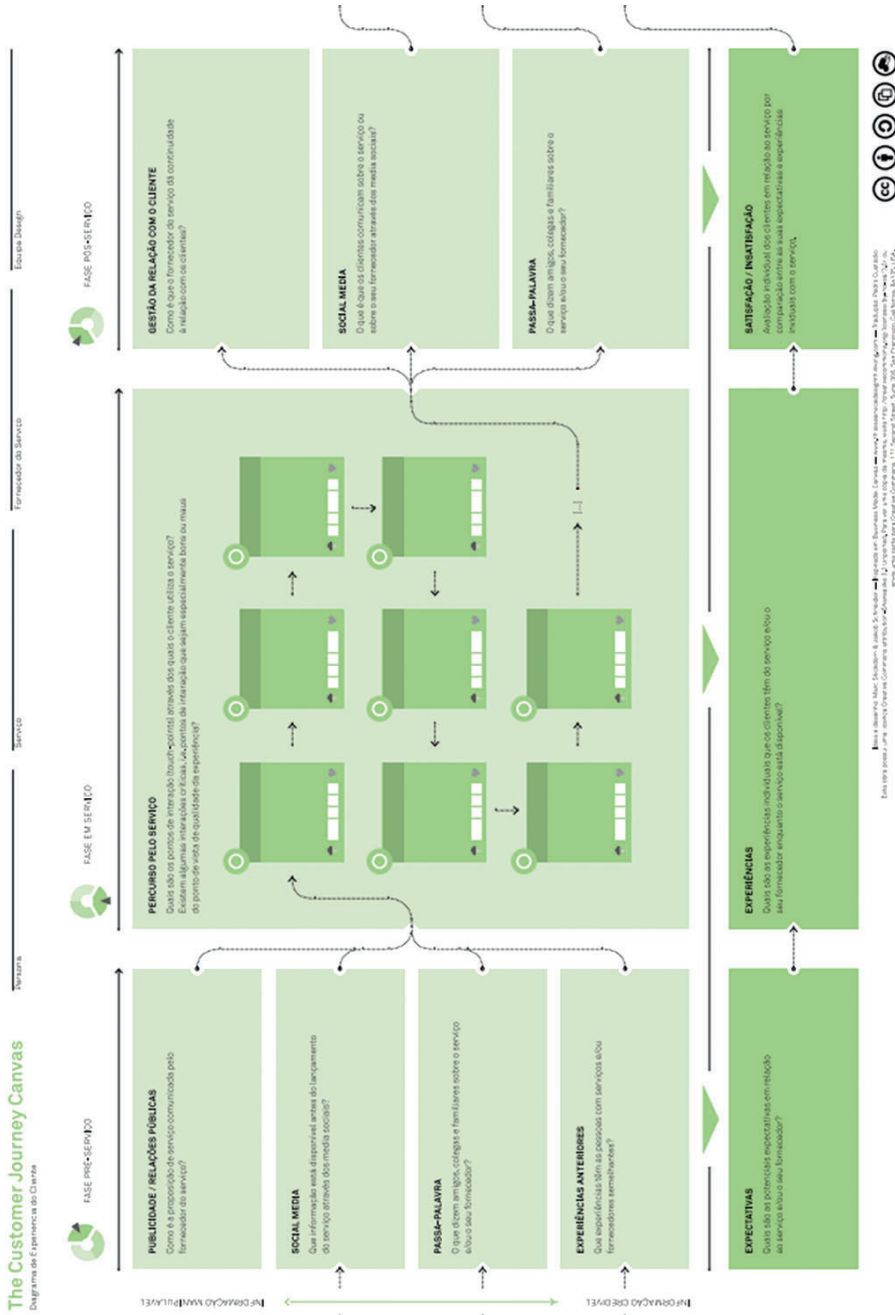 The Customer Journey Canvas
Diagrama de Experiencia do Cliente
Persona
Serviço
Fornecedor do Serviço
Equipa Design
FASE PRÉ-SERVIÇO
FASE EM SERVIÇO
FASE PÓS-SERVIÇO
INFORMAÇÃO MANIPULÁVEL
INFORMAÇÃO CREDÍVEL
PUBLICIDADE / RELAÇÕES PÚBLICAS
Como é a proposição de serviço comunicada pelo
fornecedor do serviço?
SOCIAL MEDIA
Que informação está disponível antes do lançamento
do serviço através dos media sociais?
PASSA-PALAVRA
O que dizem amigos, colegas e familiares sobre o serviço
e/ou o seu fornecedor?
EXPERIÊNCIAS ANTERIORES
Que experiências têm as pessoas com serviços e/ou
fornecedores semelhantes?
EXPECTATIVAS
Quais são as potenciais expectativas em relação
ao serviço e/ou o seu fornecedor?
PERCURSO PELO SERVIÇO
Quais são os pontos de interação (touch-points) através dos quais o cliente utiliza o serviço?
Existem algumas interações críticas, i.e. pontos de interação que sejam especialmente bons ou maus
do ponto de vista de qualidade da experiência?
[...]
EXPERIÊNCIAS
Quais são as experiências individuais que os clientes têm do serviço e/ou o
seu fornecedor enquanto o serviço está disponível?
GESTÃO DA RELAÇÃO COM O CLIENTE
Como é que o fornecedor do serviço dá continuidade
à relação com os clientes?
SOCIAL MEDIA
O que é que os clientes comunicam sobre o serviço ou
sobre o seu fornecedor através dos media sociais?
PASSA-PALAVRA
O que dizem amigos, colegas e familiares sobre o
serviço e/ou o seu fornecedor?
SATISFAÇÃO / INSATISFAÇÃO
Avaliação individual dos clientes em relação ao serviço por
comparação entre as suas expectativas e experiências
individuais com o serviço.
cc